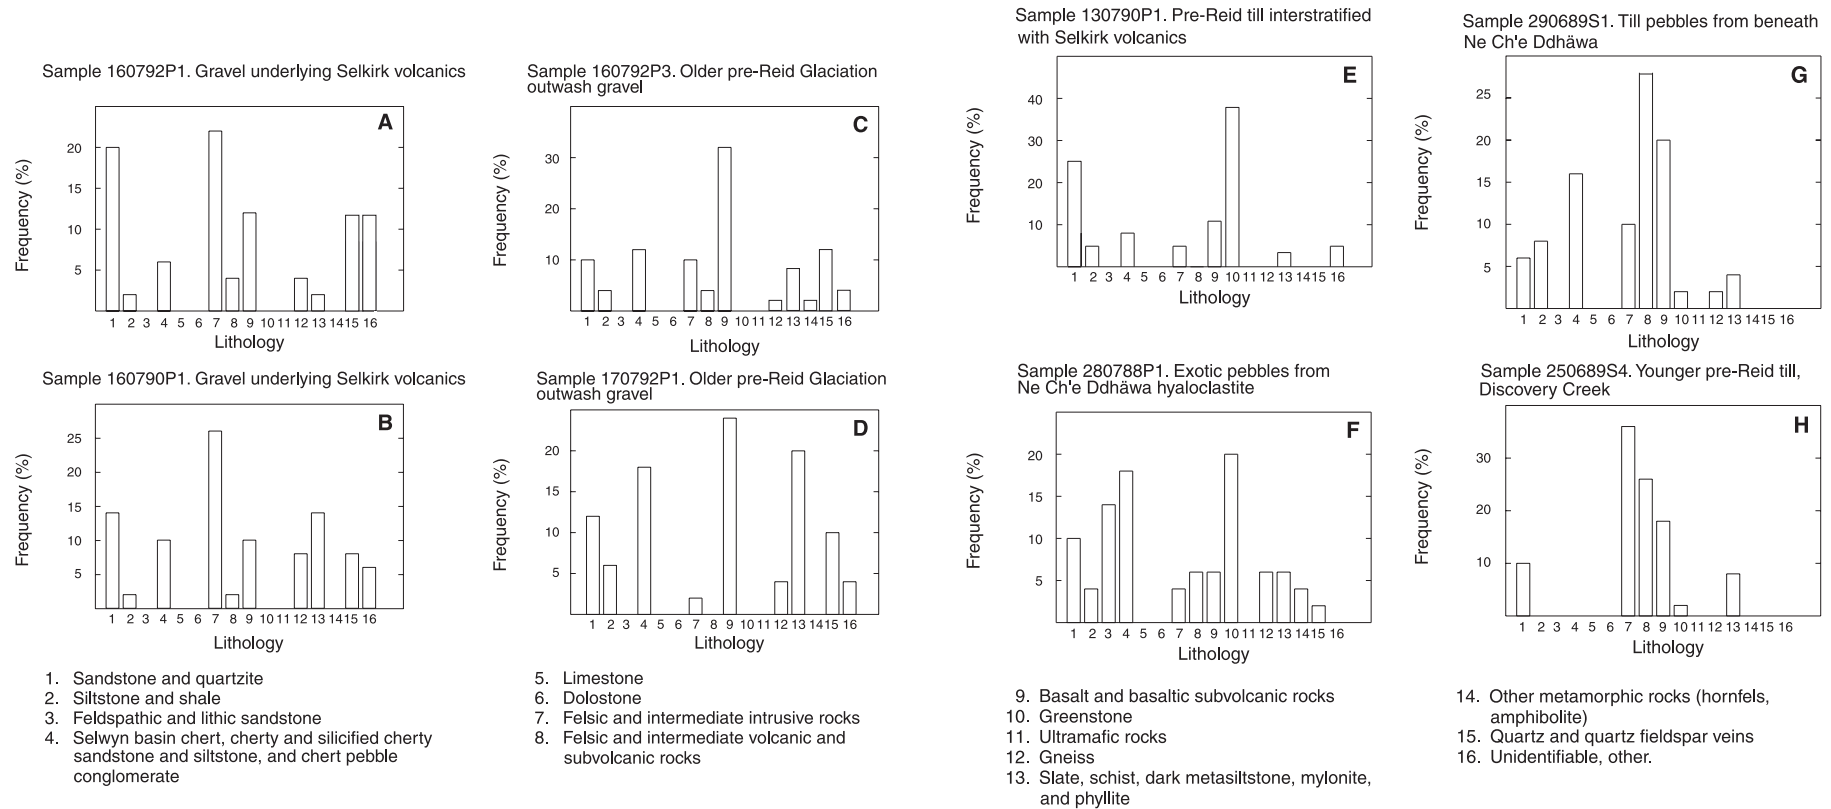 Sample 160792P1. Gravel underlying Selkirk volcanics
A
Frequency (%)
20
15
10
5
1 2 3 4 5 6 7 8 9 10 11 12 13 14 15 16
Lithology
Sample 160790P1. Gravel underlying Selkirk volcanics
B
Frequency (%)
25
20
15
10
5
1 2 3 4 5 6 7 8 9 10 11 12 13 14 15 16
Lithology
Sample 160792P3. Older pre-Reid Glaciation
outwash gravel
C
Frequency (%)
30
20
10
1 2 3 4 5 6 7 8 9 10 11 12 13 14 15 16
Lithology
Sample 170792P1. Older pre-Reid Glaciation
outwash gravel
D
Frequency (%)
20
15
10
5
1 2 3 4 5 6 7 8 9 10 11 12 13 14 15 16
Lithology
Sample 130790P1. Pre-Reid till interstratified
with Selkirk volcanics
E
Frequency (%)
40
30
20
10
1 2 3 4 5 6 7 8 9 10 11 12 13 14 15 16
Lithology
Sample 280788P1. Exotic pebbles from
Ne Ch'e Ddhäwa hyaloclastite
F
Frequency (%)
20
15
10
5
1 2 3 4 5 6 7 8 9 10 11 12 13 14 15 16
Lithology
Sample 290689S1. Till pebbles from beneath
Ne Ch'e Ddhäwa
G
Frequency (%)
25
20
15
10
5
1 2 3 4 5 6 7 8 9 10 11 12 13 14 15 16
Lithology
Sample 250689S4. Younger pre-Reid till,
Discovery Creek
H
Frequency (%)
30
20
10
1 2 3 4 5 6 7 8 9 10 11 12 13 14 15 16
Lithology
1. Sandstone and quartzite
2. Siltstone and shale
3. Feldspathic and lithic sandstone
4. Selwyn basin chert, cherty and silicified cherty
sandstone and siltstone, and chert pebble
conglomerate
5. Limestone
6. Dolostone
7. Felsic and intermediate intrusive rocks
8. Felsic and intermediate volcanic and
subvolcanic rocks
9. Basalt and basaltic subvolcanic rocks
10. Greenstone
11. Ultramafic rocks
12. Gneiss
13. Slate, schist, dark metasiltstone, mylonite,
and phyllite
14. Other metamorphic rocks (hornfels,
amphibolite)
15. Quartz and quartz fieldspar veins
16. Unidentifiable, other.